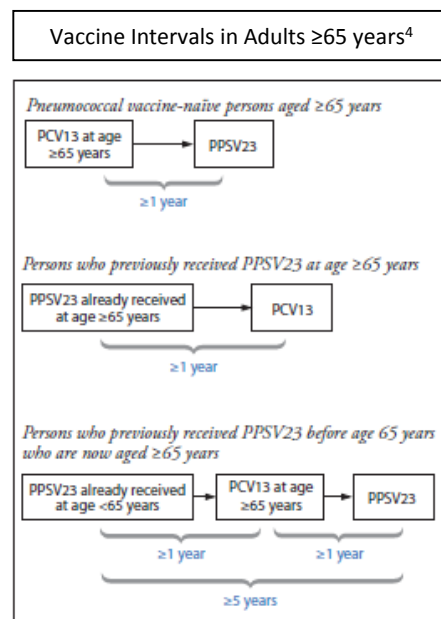 Vaccine Intervals in Adults ≥65 years⁴
Pneumococcal vaccine-naïve persons aged ≥65 years
PCV13 at age
≥65 years
PPSV23
≥1 year
Persons who previously received PPSV23 at age ≥65 years
PPSV23 already received
at age ≥65 years
PCV13
≥1 year
Persons who previously received PPSV23 before age 65 years
who are now aged ≥65 years
PPSV23 already received
at age <65 years
PCV13 at age
≥65 years
PPSV23
≥1 year
≥1 year
≥5 years